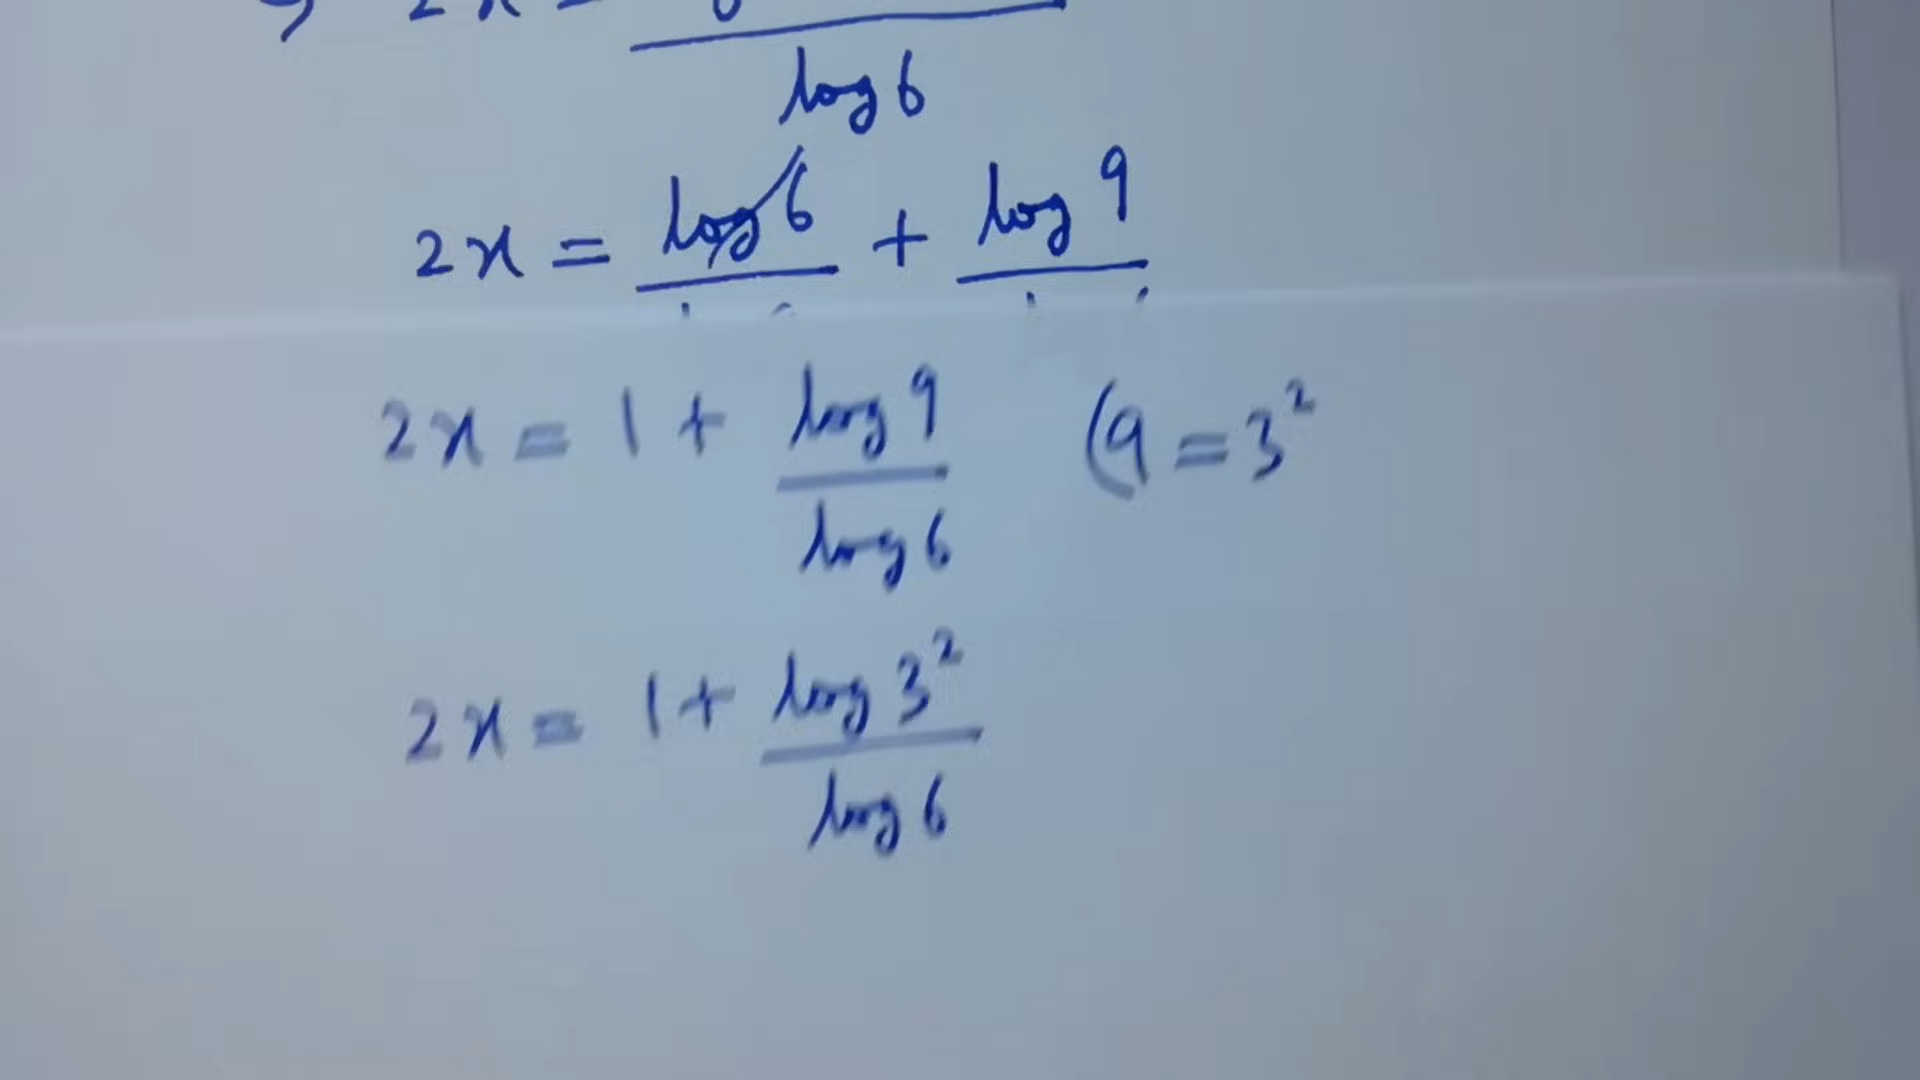 2x =
log 6
2x = log 6 + log 9
2x = 1 + log 9 / log 6 (9 = 3²
2x = 1 + log 3² / log 6